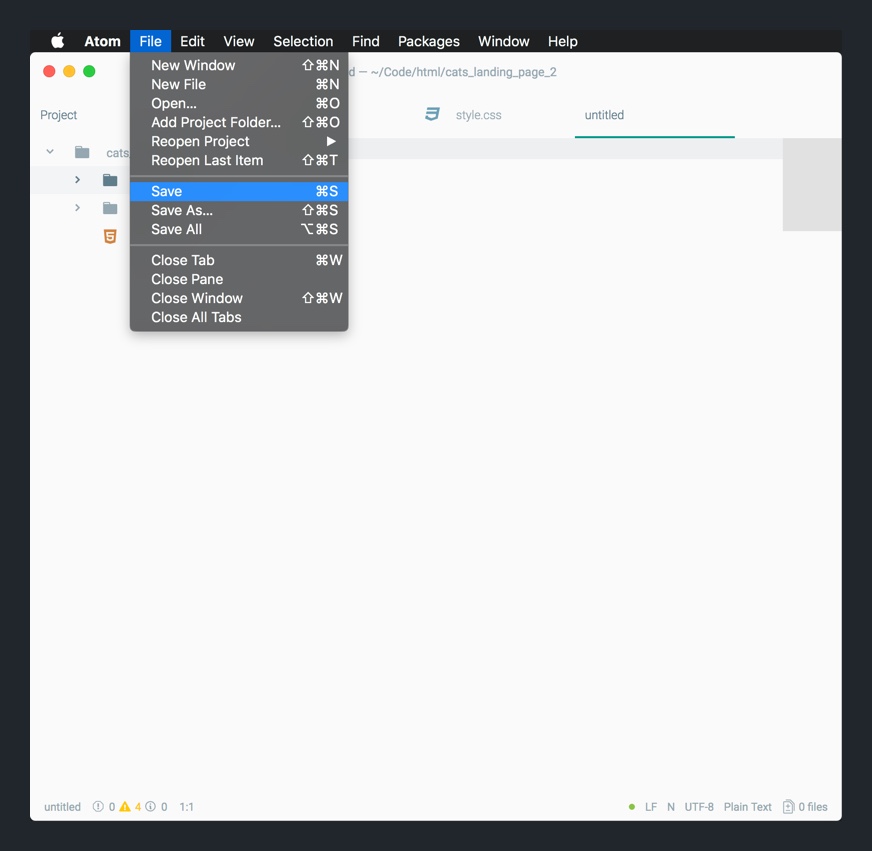 Atom File Edit View Selection Find Packages Window Help
New Window ⇧⌘N
New File ⌘N
Open... ⌘O
Add Project Folder... ⇧⌘O
Reopen Project ▶
Reopen Last Item ⇧⌘T
Save ⌘S
Save As... ⇧⌘S
Save All ⌥⌘S
Close Tab ⌘W
Close Pane
Close Window ⇧⌘W
Close All Tabs
d — ~/Code/html/cats_landing_page_2
Project
style.css untitled
cats
untitled 0 4 0 1:1 LF N UTF-8 Plain Text 0 files